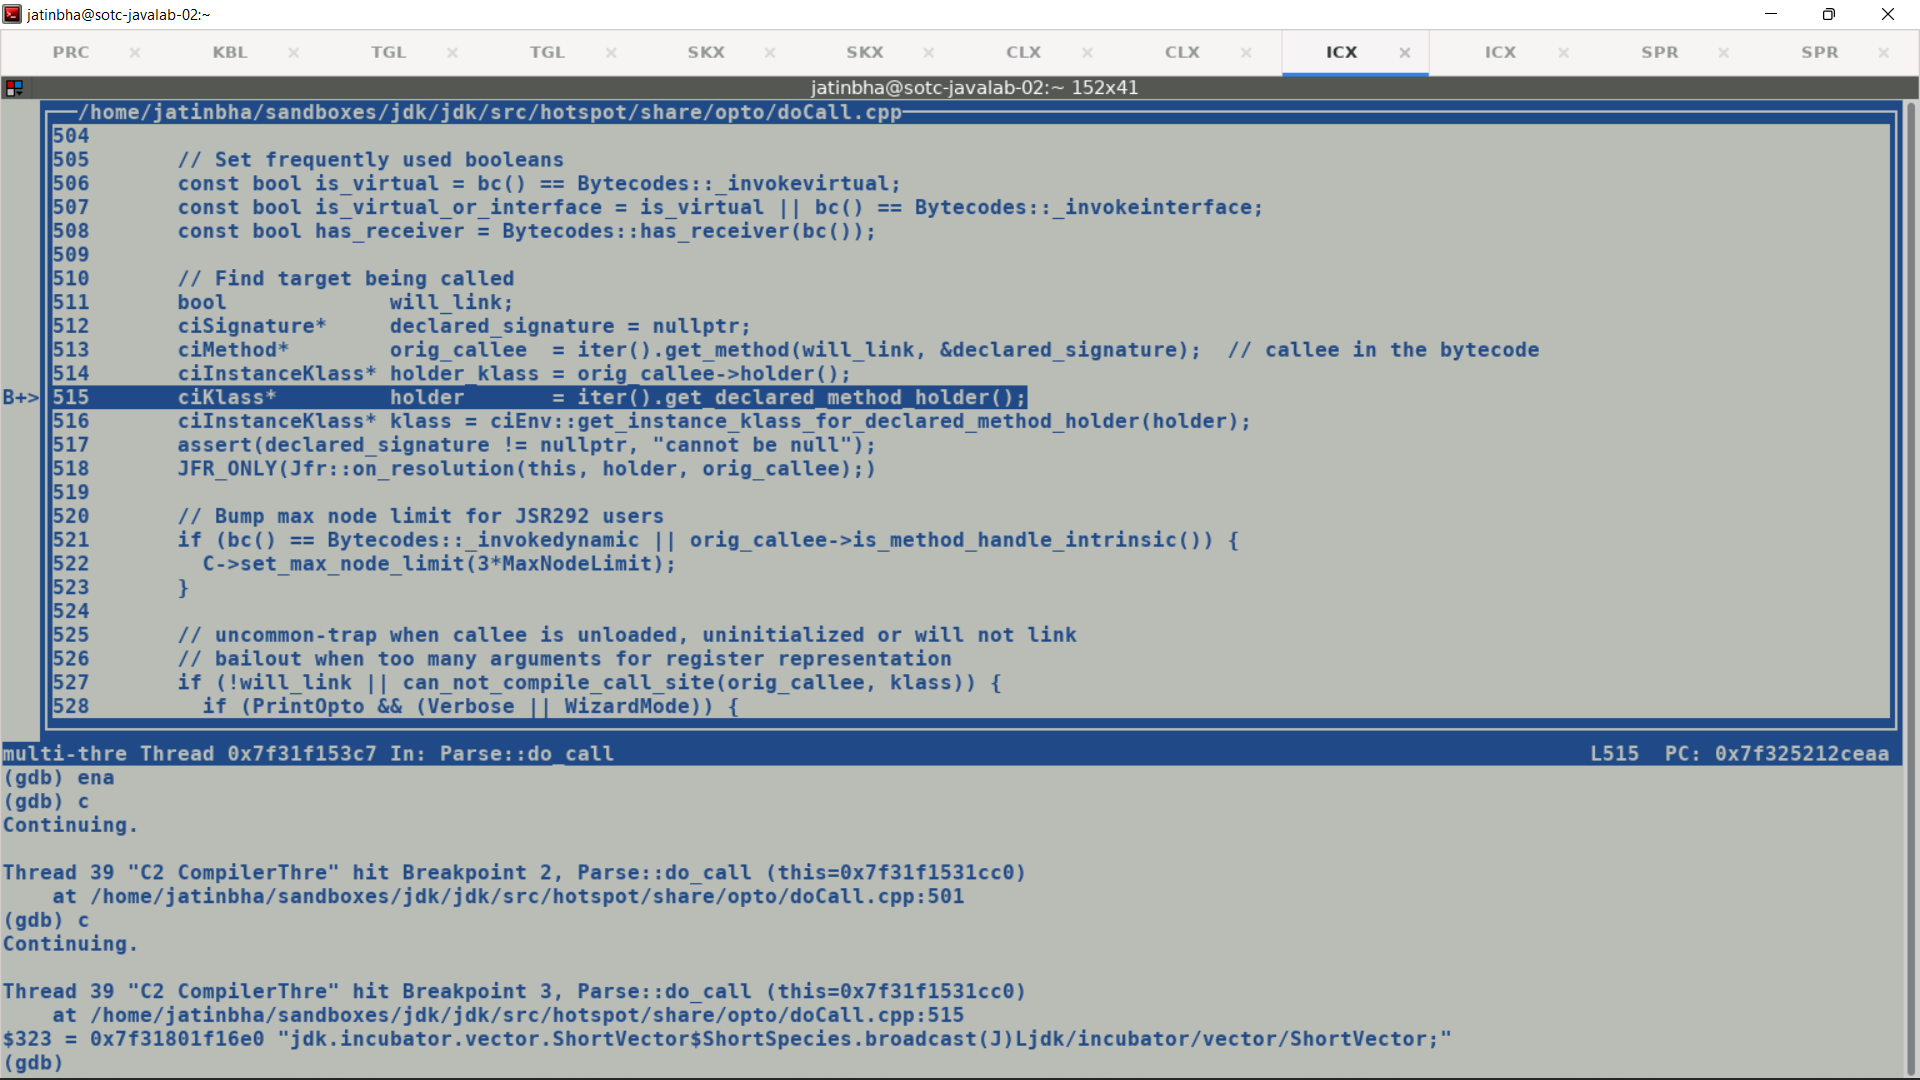 jatinbha@sotc-javalab-02:~
PRC × KBL × TGL × TGL × SKX × SKX × CLX × CLX × ICX × ICX × SPR × SPR ×
jatinbha@sotc-javalab-02:~ 152x41
/home/jatinbha/sandboxes/jdk/jdk/src/hotspot/share/opto/doCall.cpp
504
505       // Set frequently used booleans
506       const bool is_virtual = bc() == Bytecodes::_invokevirtual;
507       const bool is_virtual_or_interface = is_virtual || bc() == Bytecodes::_invokeinterface;
508       const bool has_receiver = Bytecodes::has_receiver(bc());
509
510       // Find target being called
511       bool             will_link;
512       ciSignature*     declared_signature = nullptr;
513       ciMethod*        orig_callee  = iter().get_method(will_link, &declared_signature);  // callee in the bytecode
514       ciInstanceKlass* holder_klass = orig_callee->holder();
B+> 515       ciKlass*         holder       = iter().get_declared_method_holder();
516       ciInstanceKlass* klass = ciEnv::get_instance_klass_for_declared_method_holder(holder);
517       assert(declared_signature != nullptr, "cannot be null");
518       JFR_ONLY(Jfr::on_resolution(this, holder, orig_callee);)
519
520       // Bump max node limit for JSR292 users
521       if (bc() == Bytecodes::_invokedynamic || orig_callee->is_method_handle_intrinsic()) {
522         C->set_max_node_limit(3*MaxNodeLimit);
523       }
524
525       // uncommon-trap when callee is unloaded, uninitialized or will not link
526       // bailout when too many arguments for register representation
527       if (!will_link || can_not_compile_call_site(orig_callee, klass)) {
528         if (PrintOpto && (Verbose || WizardMode)) {
multi-thre Thread 0x7f31f153c7 In: Parse::do_call L515 PC: 0x7f325212ceaa
(gdb) ena
(gdb) c
Continuing.
Thread 39 "C2 CompilerThre" hit Breakpoint 2, Parse::do_call (this=0x7f31f1531cc0)
    at /home/jatinbha/sandboxes/jdk/jdk/src/hotspot/share/opto/doCall.cpp:501
(gdb) c
Continuing.
Thread 39 "C2 CompilerThre" hit Breakpoint 3, Parse::do_call (this=0x7f31f1531cc0)
    at /home/jatinbha/sandboxes/jdk/jdk/src/hotspot/share/opto/doCall.cpp:515
$323 = 0x7f31801f16e0 "jdk.incubator.vector.ShortVector$ShortSpecies.broadcast(J)Ljdk/incubator/vector/ShortVector;"
(gdb)